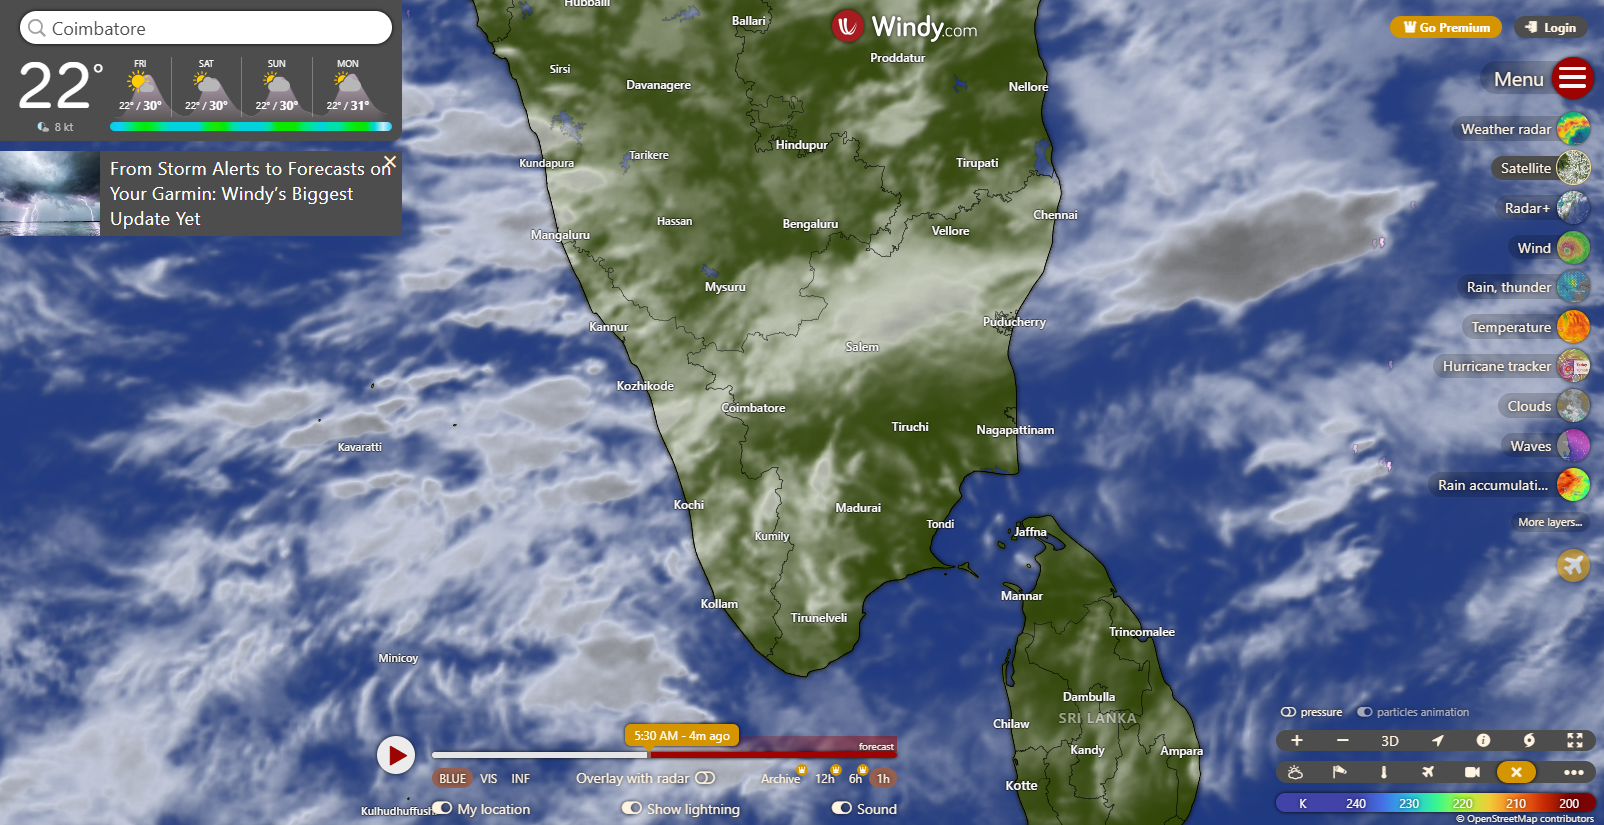 Coimbatore
22°
8 kt
FRI
22° / 30°
SAT
22° / 30°
SUN
22° / 30°
MON
22° / 31°
From Storm Alerts to Forecasts on
Your Garmin: Windy’s Biggest
Update Yet
Windy.com
Go Premium
Login
Menu
Weather radar
Satellite
Radar+
Wind
Rain, thunder
Temperature
Hurricane tracker
Clouds
Waves
Rain accumulati...
More layers...
Hubballi
Ballari
Proddatur
Sirsi
Davanagere
Nellore
Hindupur
Kundapura
Tarikere
Tirupati
Hassan
Bengaluru
Chennai
Mangaluru
Vellore
Mysuru
Kannur
Puducherry
Salem
Kozhikode
Coimbatore
Tiruchi
Nagapattinam
Kavaratti
Kochi
Madurai
Tondi
Jaffna
Kumily
Mannar
Kollam
Tirunelveli
Trincomalee
Minicoy
Dambulla
SRI LANKA
Chilaw
Kandy
Ampara
Kotte
Kulhudhuffush
5:30 AM - 4m ago
forecast
BLUE VIS INF
Overlay with radar
Archive 12h 6h 1h
My location
Show lightning
Sound
pressure
particles animation
+ − 3D
K 240 230 220 210 200
© OpenStreetMap contributors